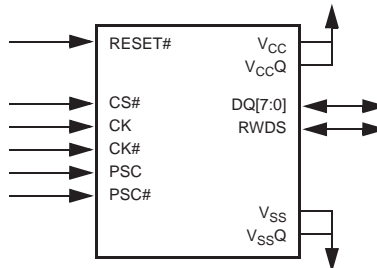 RESET#
CS#
CK
CK#
PSC
PSC#
VCC
VCCQ
DQ[7:0]
RWDS
VSS
VSSQ